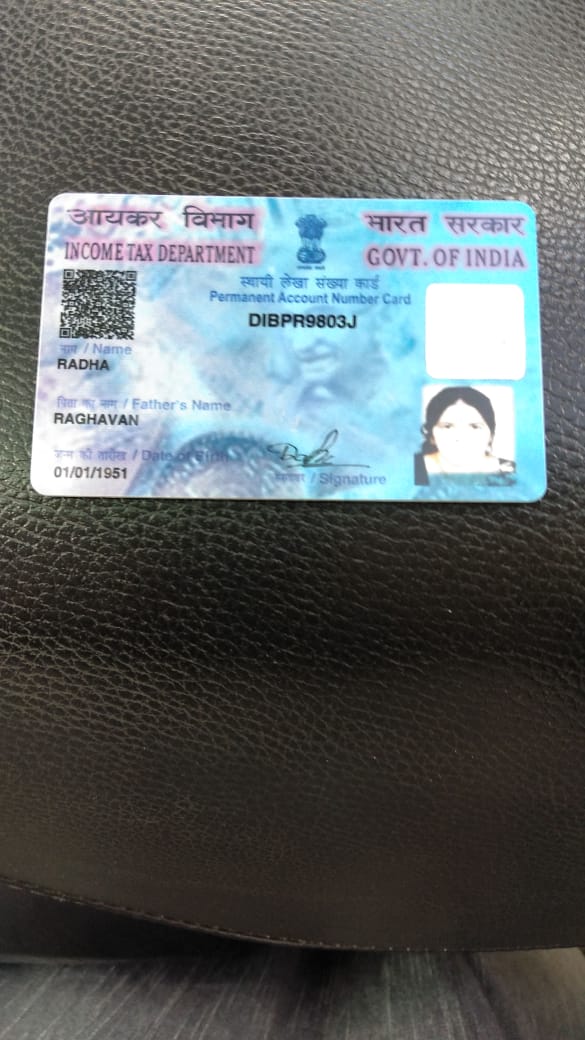 आयकर विभाग
INCOME TAX DEPARTMENT
भारत सरकार
GOVT. OF INDIA
स्थायी लेखा संख्या कार्ड
Permanent Account Number Card
DIBPR9803J
नाम / Name
RADHA
पिता का नाम / Father's Name
RAGHAVAN
जन्म की तारीख / Date of Birth
01/01/1951
हस्ताक्षर / Signature